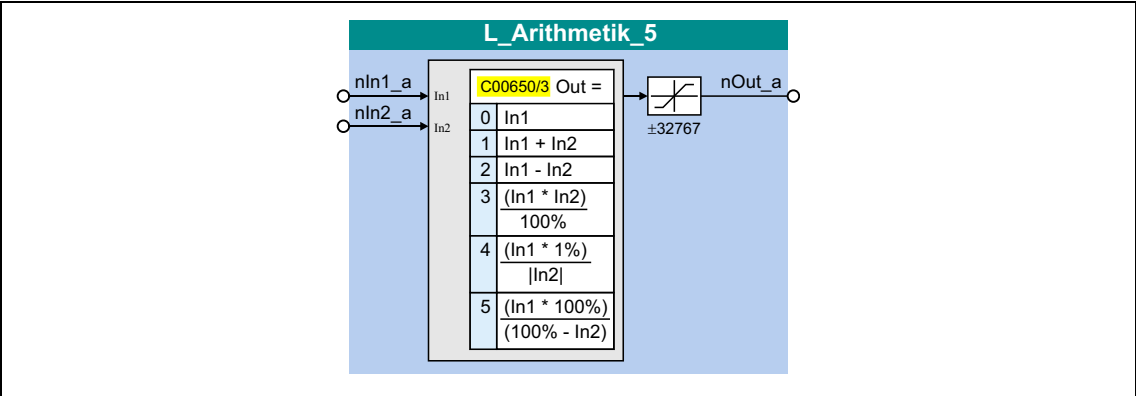 L_Arithmetik_5
nIn1_a
nIn2_a
In1
In2
C00650/3 Out =
0 In1
1 In1 + In2
2 In1 - In2
3 (In1 * In2)
100%
4 (In1 * 1%)
|In2|
5 (In1 * 100%)
(100% - In2)
±32767
nOut_a